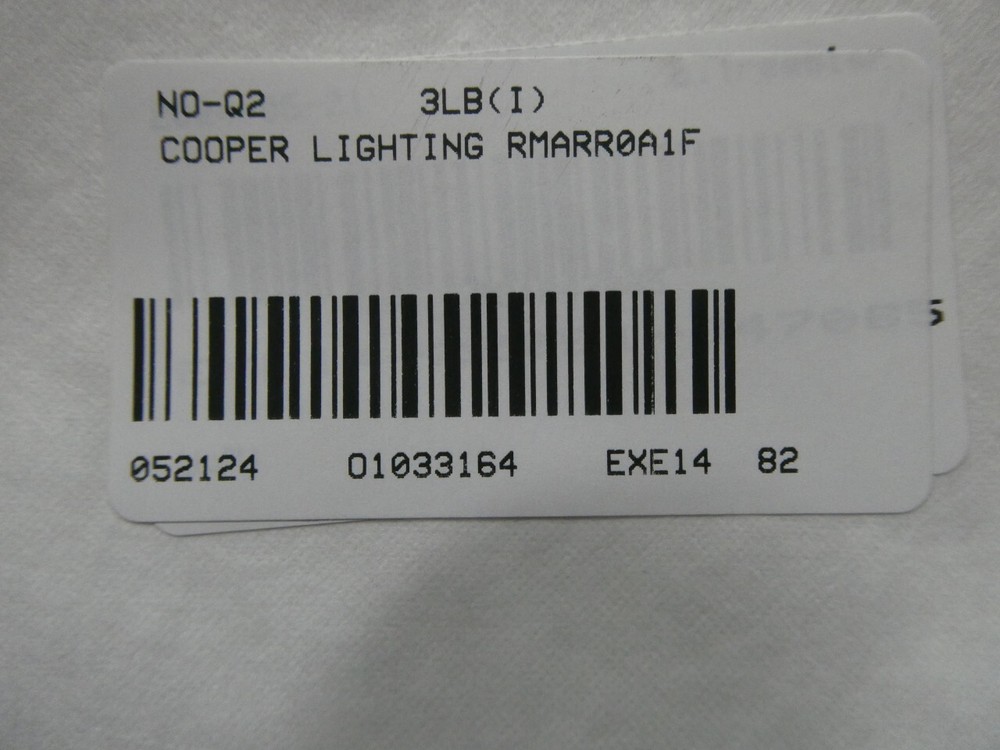 NO-Q2 3LB(I)
COOPER LIGHTING RMARR0A1F
052124 01033164 EXE14 82